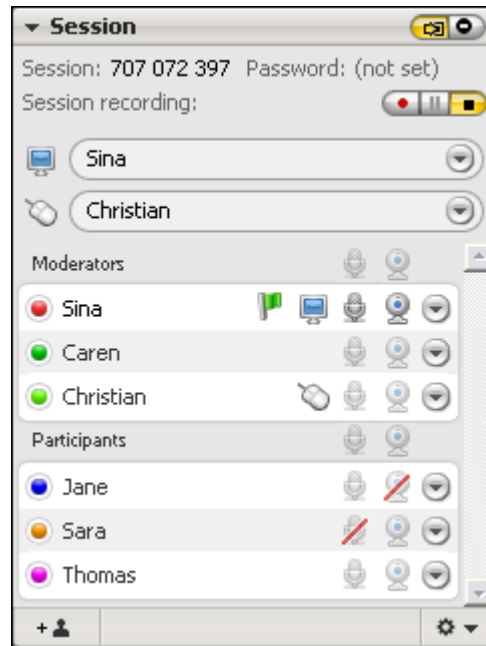 Session
Session: 707 072 397 Password: (not set)
Session recording:
Sina
Christian
Moderators
Sina
Caren
Christian
Participants
Jane
Sara
Thomas